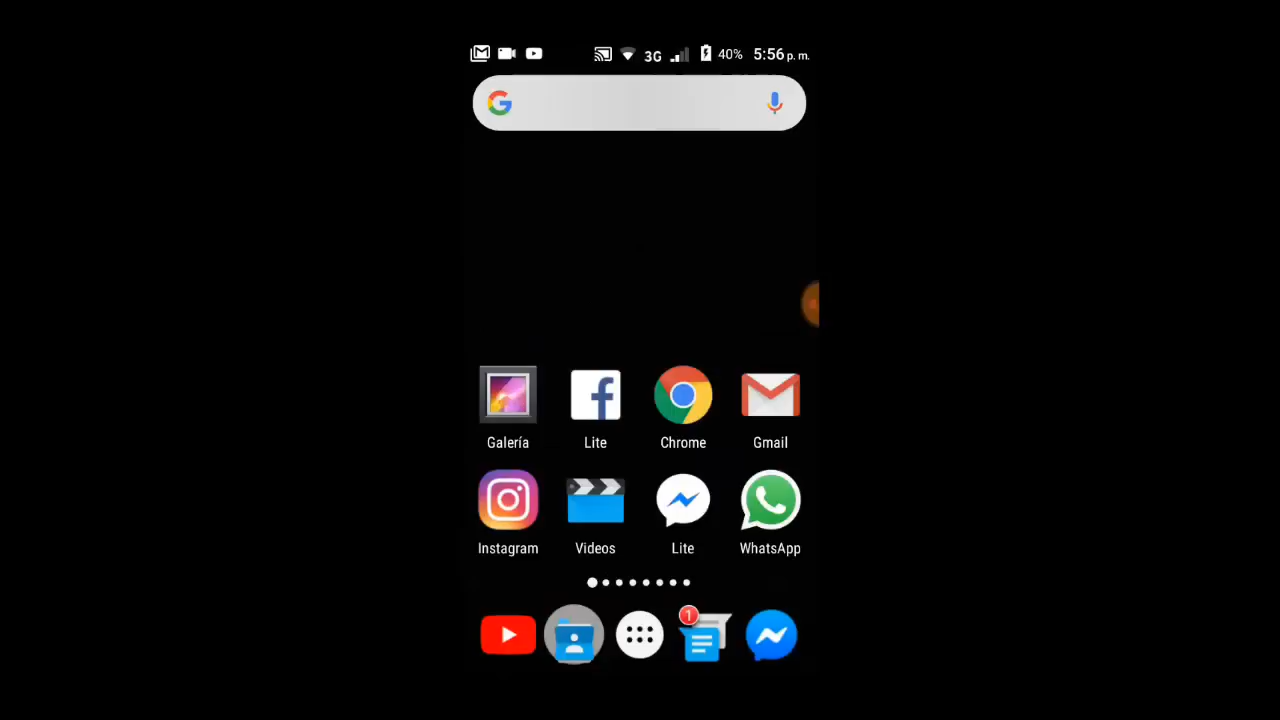 3G 40% 5:56 p. m.
G
Galería Lite Chrome Gmail
Instagram Videos Lite WhatsApp
1